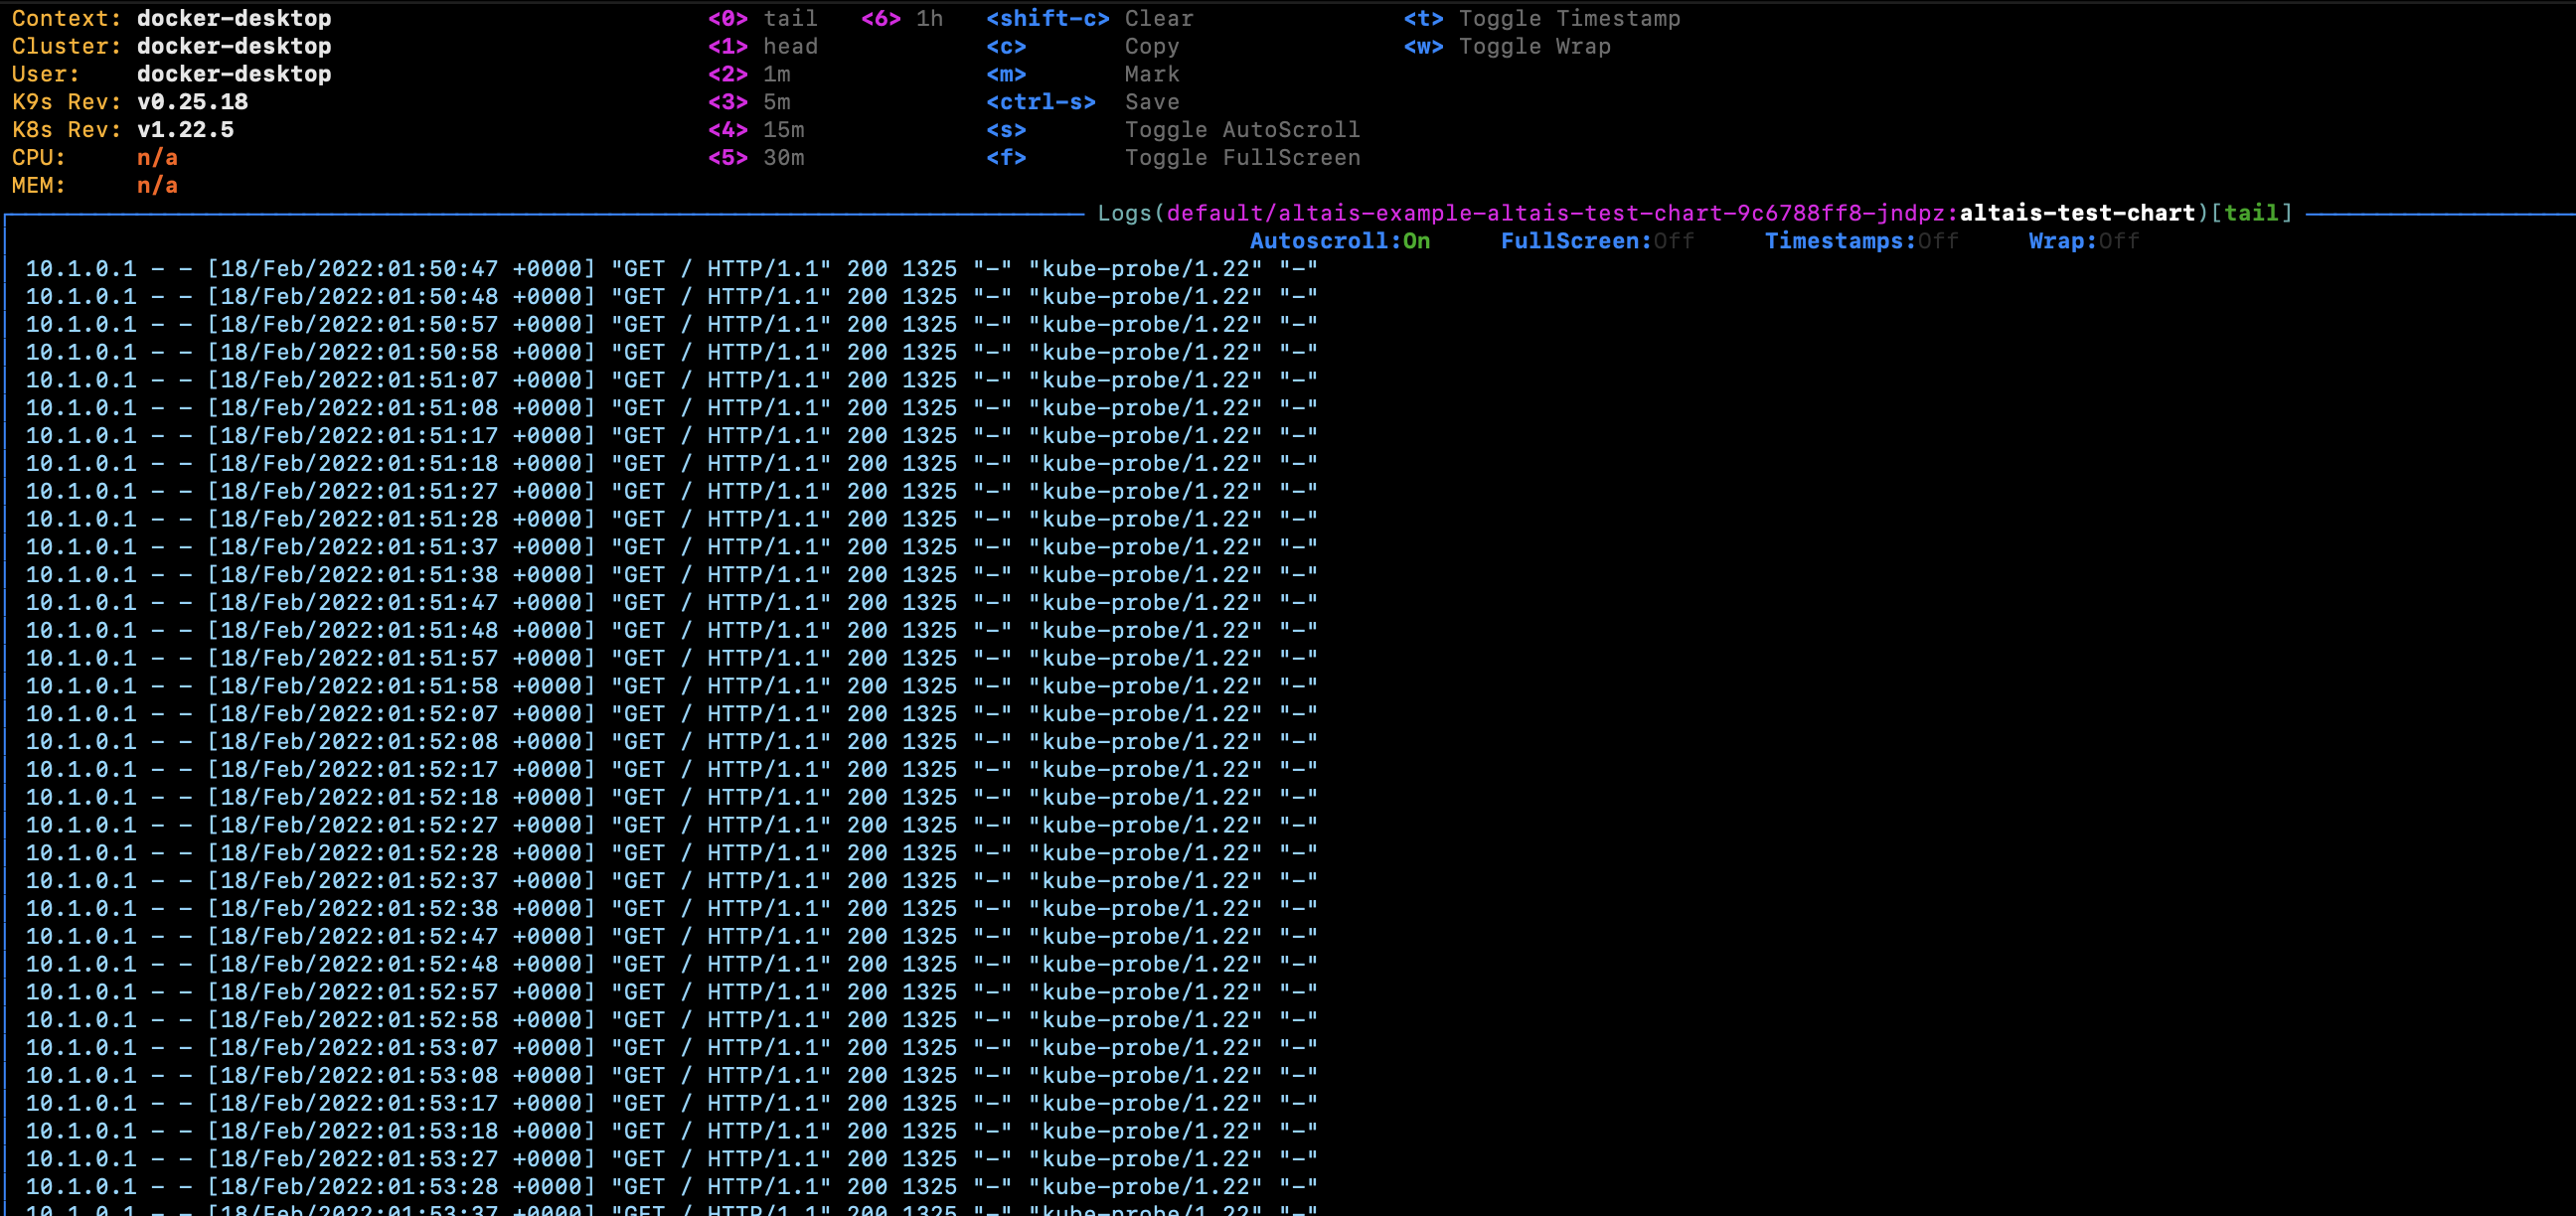 Context: docker-desktop <0> tail <6> 1h <shift-c> Clear <t> Toggle Timestamp
Cluster: docker-desktop <1> head <c> Copy <w> Toggle Wrap
User: docker-desktop <2> 1m <m> Mark
K9s Rev: v0.25.18 <3> 5m <ctrl-s> Save
K8s Rev: v1.22.5 <4> 15m <s> Toggle AutoScroll
CPU: n/a <5> 30m <f> Toggle FullScreen
MEM: n/a
Logs(default/altais-example-altais-test-chart-9c6788ff8-jndpz:altais-test-chart)[tail]
Autoscroll:On FullScreen:Off Timestamps:Off Wrap:Off
10.1.0.1 - - [18/Feb/2022:01:50:47 +0000] "GET / HTTP/1.1" 200 1325 "-" "kube-probe/1.22" "-"
10.1.0.1 - - [18/Feb/2022:01:50:48 +0000] "GET / HTTP/1.1" 200 1325 "-" "kube-probe/1.22" "-"
10.1.0.1 - - [18/Feb/2022:01:50:57 +0000] "GET / HTTP/1.1" 200 1325 "-" "kube-probe/1.22" "-"
10.1.0.1 - - [18/Feb/2022:01:50:58 +0000] "GET / HTTP/1.1" 200 1325 "-" "kube-probe/1.22" "-"
10.1.0.1 - - [18/Feb/2022:01:51:07 +0000] "GET / HTTP/1.1" 200 1325 "-" "kube-probe/1.22" "-"
10.1.0.1 - - [18/Feb/2022:01:51:08 +0000] "GET / HTTP/1.1" 200 1325 "-" "kube-probe/1.22" "-"
10.1.0.1 - - [18/Feb/2022:01:51:17 +0000] "GET / HTTP/1.1" 200 1325 "-" "kube-probe/1.22" "-"
10.1.0.1 - - [18/Feb/2022:01:51:18 +0000] "GET / HTTP/1.1" 200 1325 "-" "kube-probe/1.22" "-"
10.1.0.1 - - [18/Feb/2022:01:51:27 +0000] "GET / HTTP/1.1" 200 1325 "-" "kube-probe/1.22" "-"
10.1.0.1 - - [18/Feb/2022:01:51:28 +0000] "GET / HTTP/1.1" 200 1325 "-" "kube-probe/1.22" "-"
10.1.0.1 - - [18/Feb/2022:01:51:37 +0000] "GET / HTTP/1.1" 200 1325 "-" "kube-probe/1.22" "-"
10.1.0.1 - - [18/Feb/2022:01:51:38 +0000] "GET / HTTP/1.1" 200 1325 "-" "kube-probe/1.22" "-"
10.1.0.1 - - [18/Feb/2022:01:51:47 +0000] "GET / HTTP/1.1" 200 1325 "-" "kube-probe/1.22" "-"
10.1.0.1 - - [18/Feb/2022:01:51:48 +0000] "GET / HTTP/1.1" 200 1325 "-" "kube-probe/1.22" "-"
10.1.0.1 - - [18/Feb/2022:01:51:57 +0000] "GET / HTTP/1.1" 200 1325 "-" "kube-probe/1.22" "-"
10.1.0.1 - - [18/Feb/2022:01:51:58 +0000] "GET / HTTP/1.1" 200 1325 "-" "kube-probe/1.22" "-"
10.1.0.1 - - [18/Feb/2022:01:52:07 +0000] "GET / HTTP/1.1" 200 1325 "-" "kube-probe/1.22" "-"
10.1.0.1 - - [18/Feb/2022:01:52:08 +0000] "GET / HTTP/1.1" 200 1325 "-" "kube-probe/1.22" "-"
10.1.0.1 - - [18/Feb/2022:01:52:17 +0000] "GET / HTTP/1.1" 200 1325 "-" "kube-probe/1.22" "-"
10.1.0.1 - - [18/Feb/2022:01:52:18 +0000] "GET / HTTP/1.1" 200 1325 "-" "kube-probe/1.22" "-"
10.1.0.1 - - [18/Feb/2022:01:52:27 +0000] "GET / HTTP/1.1" 200 1325 "-" "kube-probe/1.22" "-"
10.1.0.1 - - [18/Feb/2022:01:52:28 +0000] "GET / HTTP/1.1" 200 1325 "-" "kube-probe/1.22" "-"
10.1.0.1 - - [18/Feb/2022:01:52:37 +0000] "GET / HTTP/1.1" 200 1325 "-" "kube-probe/1.22" "-"
10.1.0.1 - - [18/Feb/2022:01:52:38 +0000] "GET / HTTP/1.1" 200 1325 "-" "kube-probe/1.22" "-"
10.1.0.1 - - [18/Feb/2022:01:52:47 +0000] "GET / HTTP/1.1" 200 1325 "-" "kube-probe/1.22" "-"
10.1.0.1 - - [18/Feb/2022:01:52:48 +0000] "GET / HTTP/1.1" 200 1325 "-" "kube-probe/1.22" "-"
10.1.0.1 - - [18/Feb/2022:01:52:57 +0000] "GET / HTTP/1.1" 200 1325 "-" "kube-probe/1.22" "-"
10.1.0.1 - - [18/Feb/2022:01:52:58 +0000] "GET / HTTP/1.1" 200 1325 "-" "kube-probe/1.22" "-"
10.1.0.1 - - [18/Feb/2022:01:53:07 +0000] "GET / HTTP/1.1" 200 1325 "-" "kube-probe/1.22" "-"
10.1.0.1 - - [18/Feb/2022:01:53:08 +0000] "GET / HTTP/1.1" 200 1325 "-" "kube-probe/1.22" "-"
10.1.0.1 - - [18/Feb/2022:01:53:17 +0000] "GET / HTTP/1.1" 200 1325 "-" "kube-probe/1.22" "-"
10.1.0.1 - - [18/Feb/2022:01:53:18 +0000] "GET / HTTP/1.1" 200 1325 "-" "kube-probe/1.22" "-"
10.1.0.1 - - [18/Feb/2022:01:53:27 +0000] "GET / HTTP/1.1" 200 1325 "-" "kube-probe/1.22" "-"
10.1.0.1 - - [18/Feb/2022:01:53:28 +0000] "GET / HTTP/1.1" 200 1325 "-" "kube-probe/1.22" "-"
10.1.0.1 - - [18/Feb/2022:01:53:37 +0000] "GET / HTTP/1.1" 200 1325 "-" "kube-probe/1.22" "-"